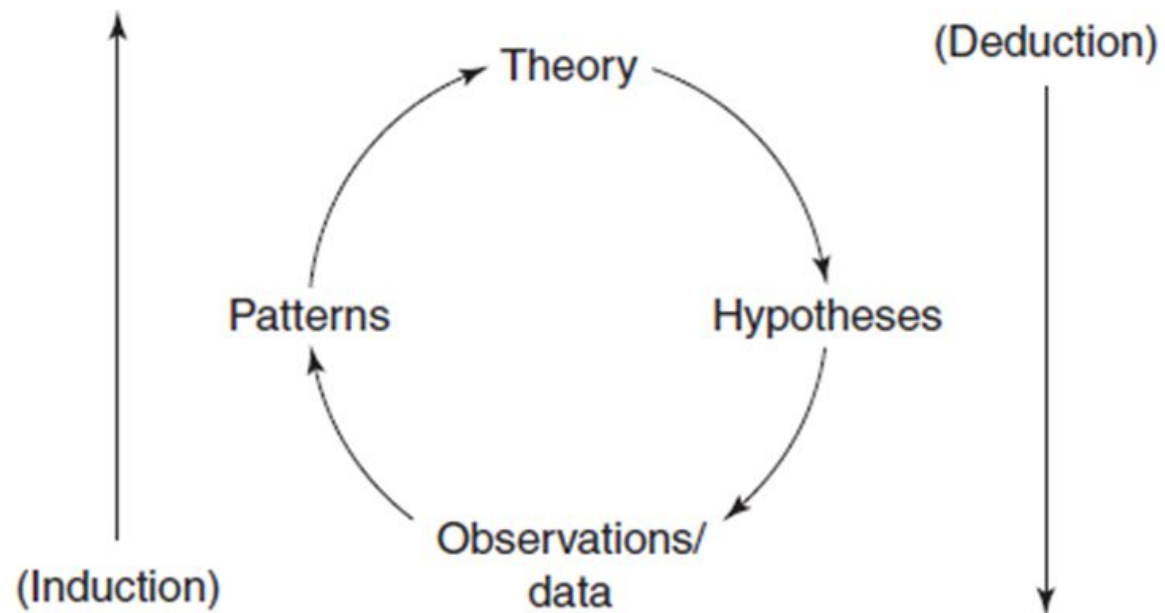 (Deduction)
Theory
Patterns
Hypotheses
Observations/
data
(Induction)